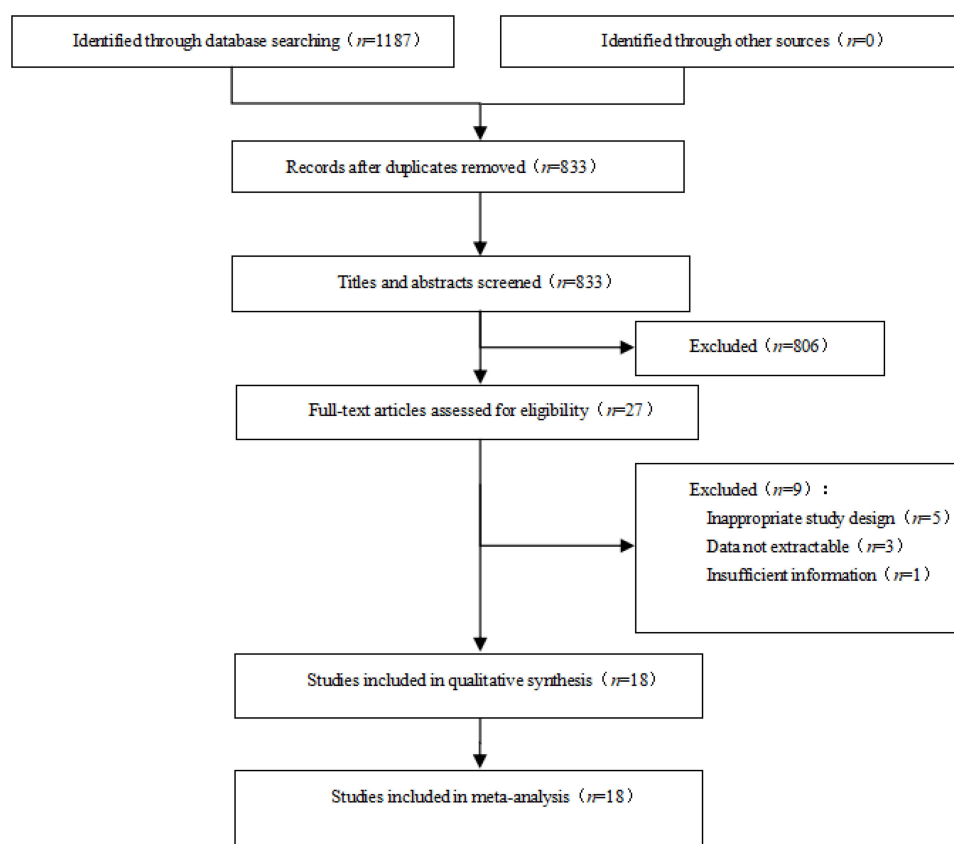 Identified through database searching（n=1187）
Identified through other sources（n=0）
Records after duplicates removed（n=833）
Titles and abstracts screened（n=833）
Excluded（n=806）
Full-text articles assessed for eligibility（n=27）
Excluded（n=9）:
Inappropriate study design（n=5）
Data not extractable（n=3）
Insufficient information（n=1）
Studies included in qualitative synthesis（n=18）
Studies included in meta-analysis（n=18）